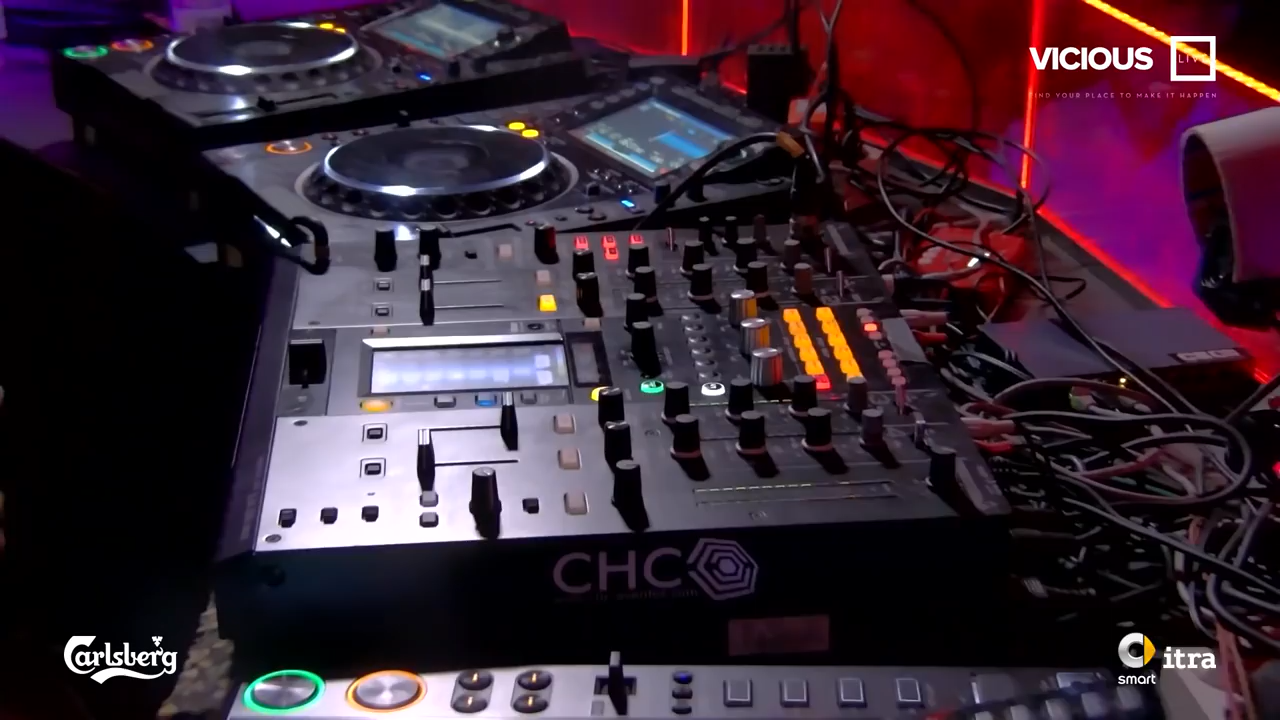 VICIOUS LIVE
FIND YOUR PLACE TO MAKE IT HAPPEN
CHC
Carlsberg
smart
itra